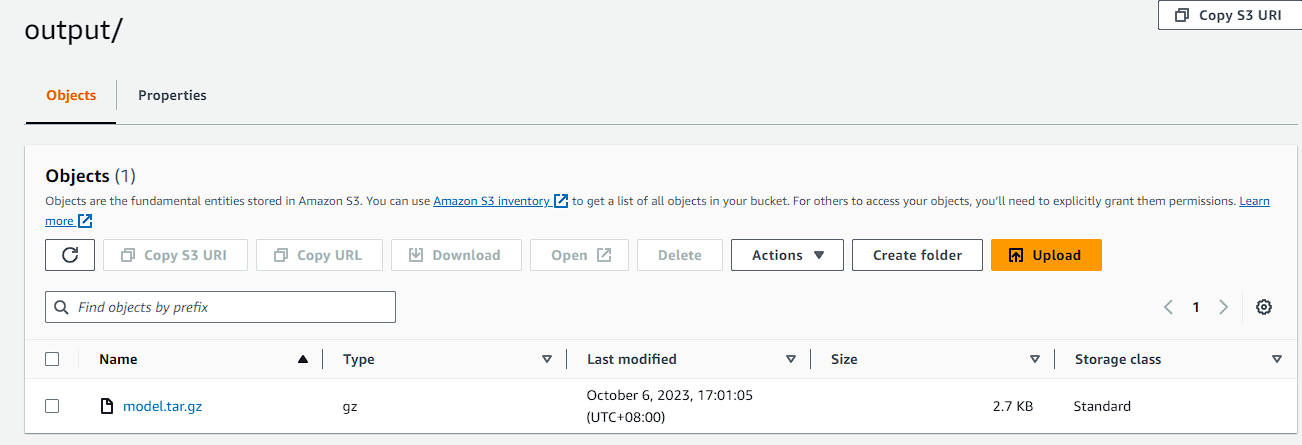 Copy S3 URI
output/
Objects
Properties
Objects (1)
Objects are the fundamental entities stored in Amazon S3. You can use Amazon S3 inventory to get a list of all objects in your bucket. For others to access your objects, you'll need to explicitly grant them permissions. Learn
more
Copy S3 URI
Copy URL
Download
Open
Delete
Actions
Create folder
Upload
Find objects by prefix
1
Name
Type
Last modified
Size
Storage class
model.tar.gz
gz
October 6, 2023, 17:01:05
(UTC+08:00)
2.7 KB
Standard